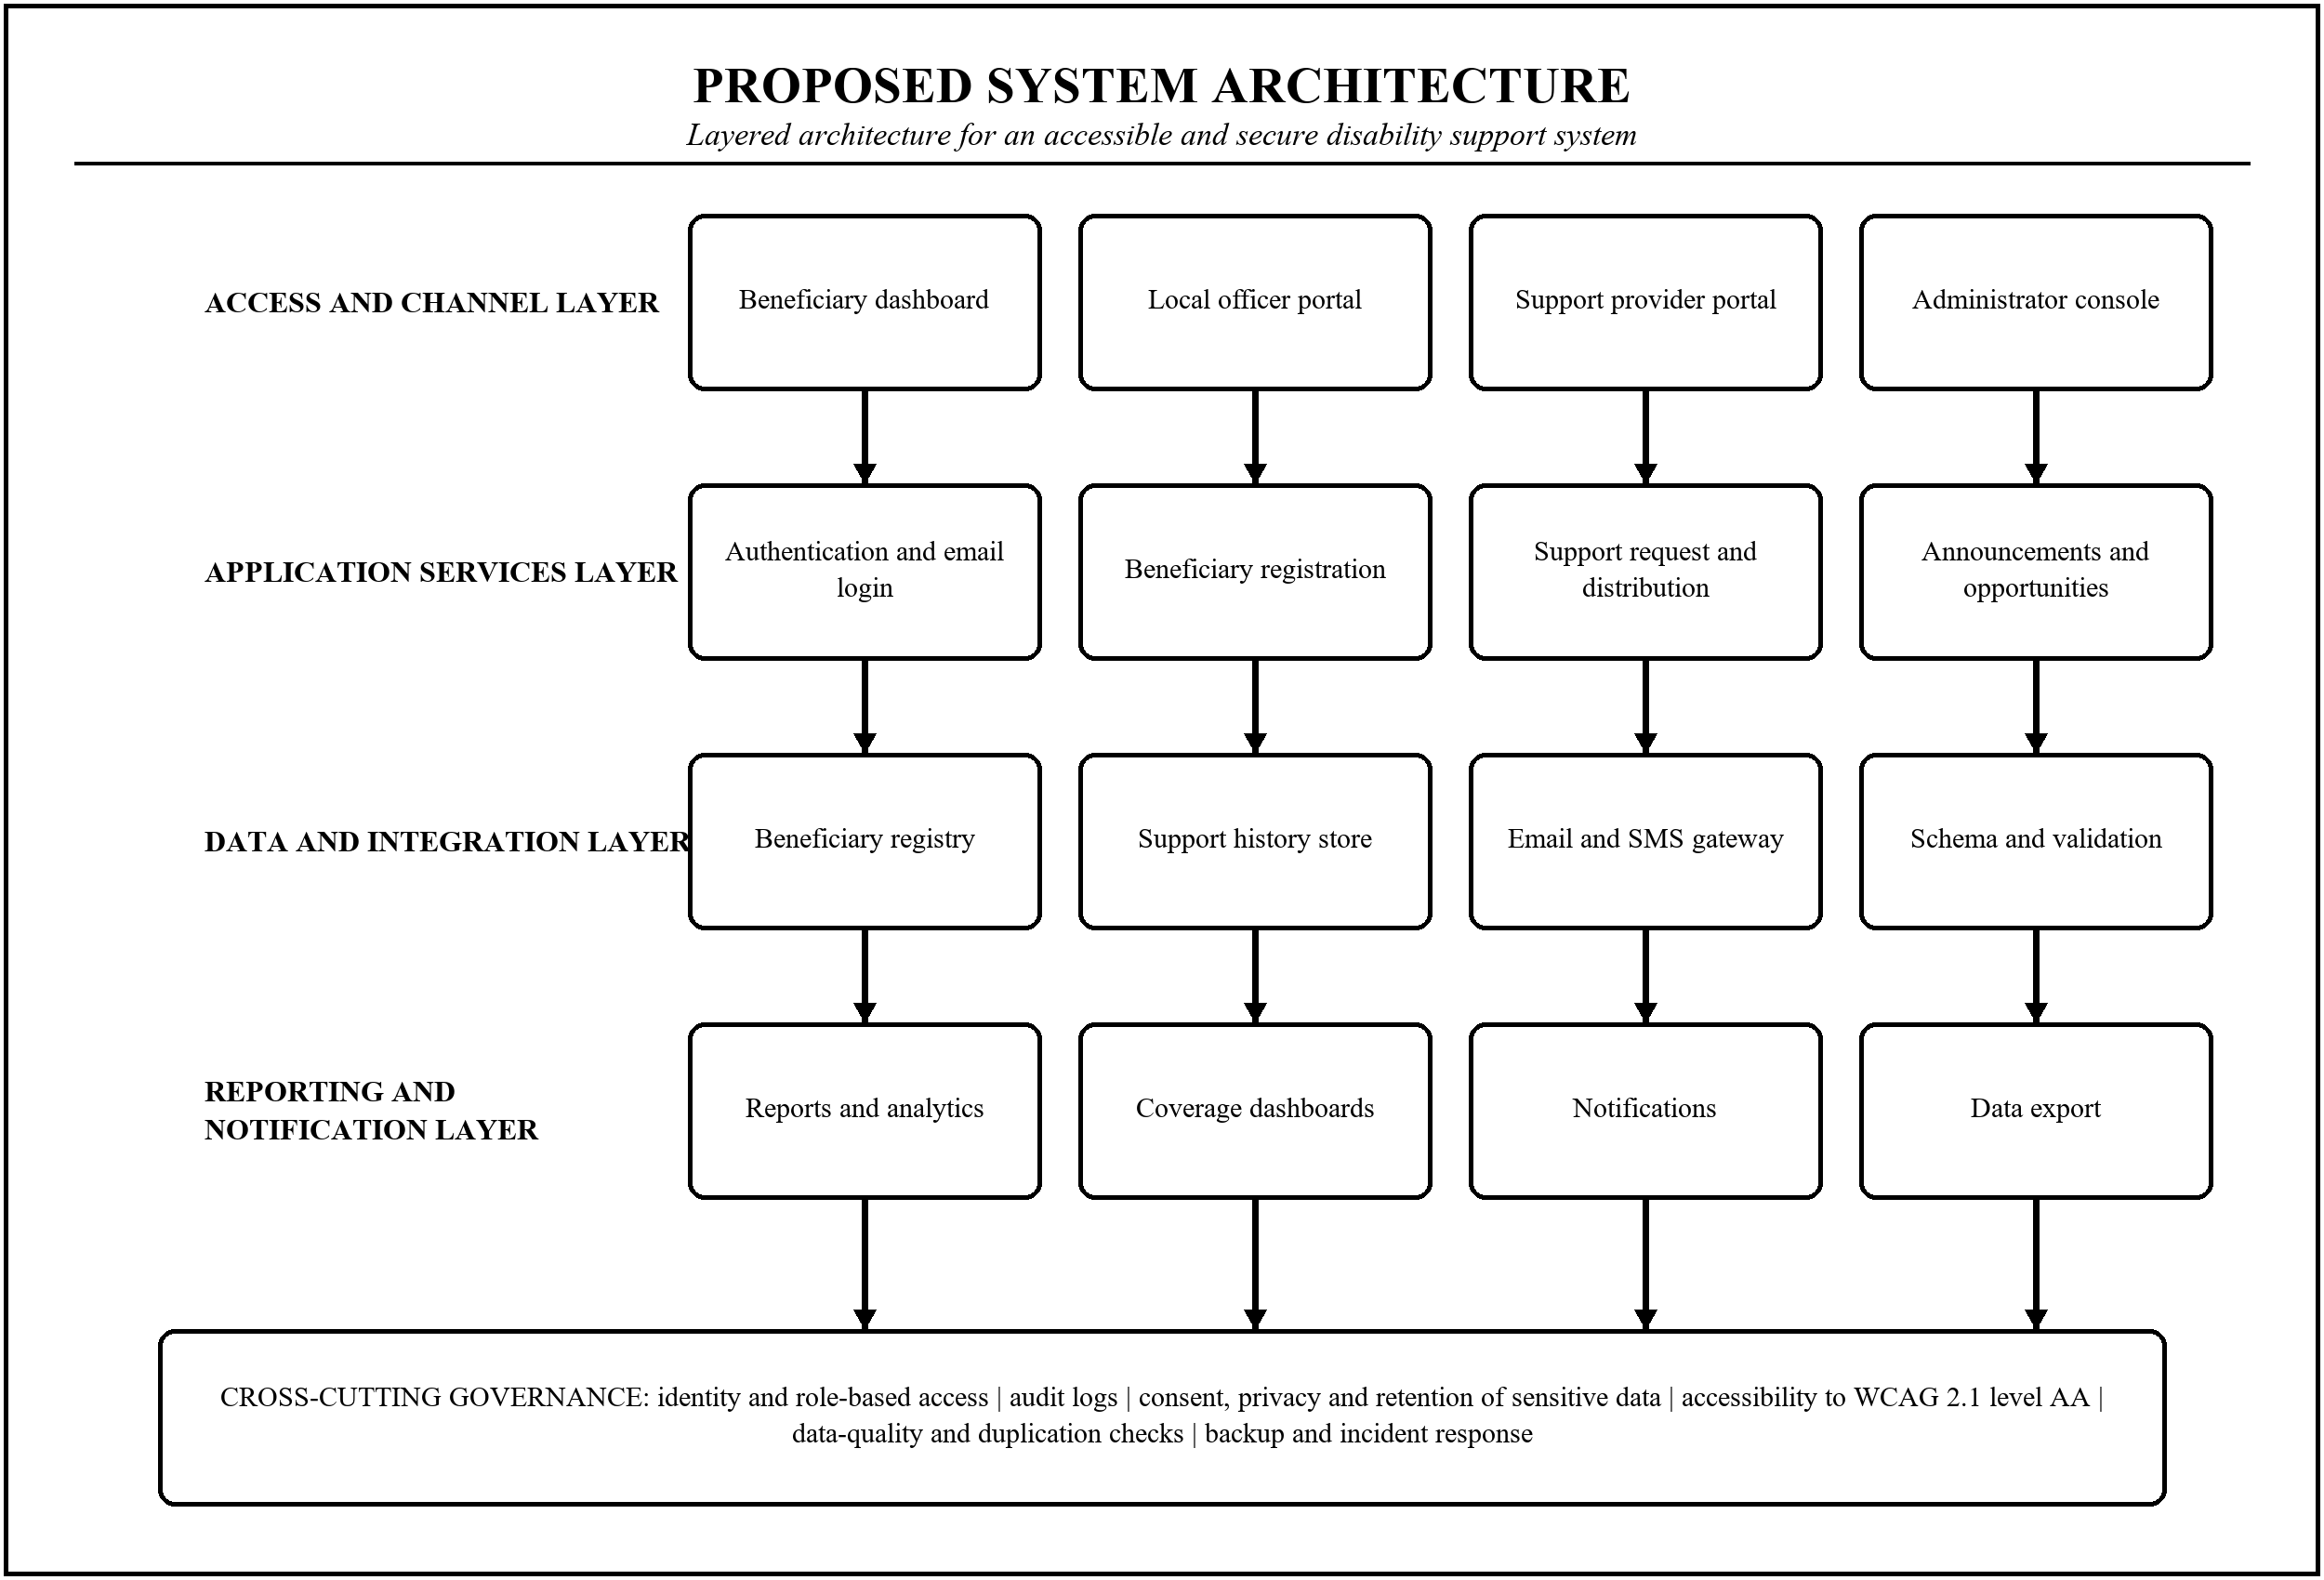 PROPOSED SYSTEM ARCHITECTURE
Layered architecture for an accessible and secure disability support system
ACCESS AND CHANNEL LAYER
Beneficiary dashboard
Local officer portal
Support provider portal
Administrator console
APPLICATION SERVICES LAYER
Authentication and email
login
Beneficiary registration
Support request and
distribution
Announcements and
opportunities
DATA AND INTEGRATION LAYER
Beneficiary registry
Support history store
Email and SMS gateway
Schema and validation
REPORTING AND
NOTIFICATION LAYER
Reports and analytics
Coverage dashboards
Notifications
Data export
CROSS-CUTTING GOVERNANCE: identity and role-based access | audit logs | consent, privacy and retention of sensitive data | accessibility to WCAG 2.1 level AA |
data-quality and duplication checks | backup and incident response